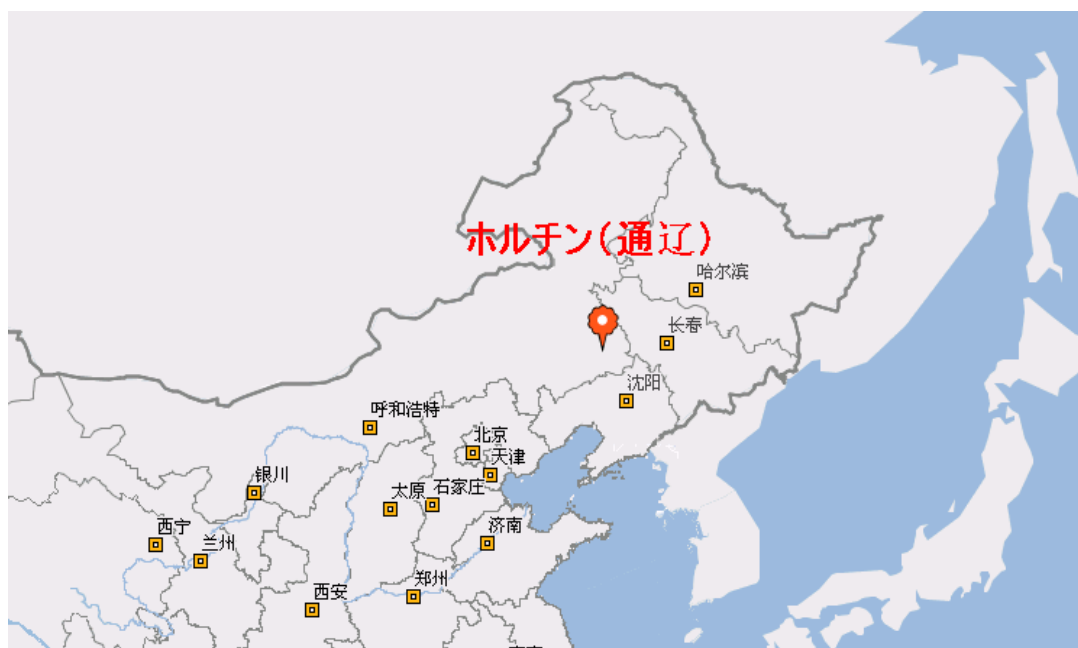 ホルチン(通辽)
哈尔滨
长春
沈阳
呼和浩特
北京
天津
银川
太原
石家庄
西宁
兰州
济南
郑州
西安